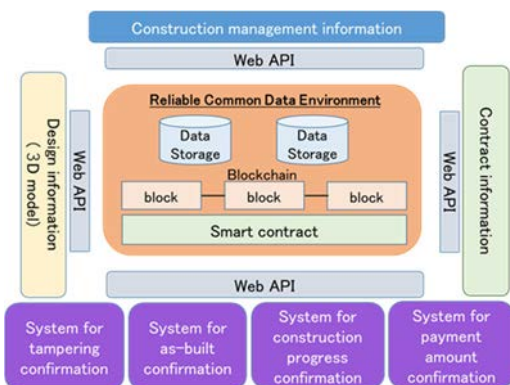 Construction management information
Web API
Design information
( 3D model)
Web API
Reliable Common Data Environment
Data
Storage
Data
Storage
Blockchain
block
block
block
Smart contract
Web API
Contract information
Web API
System for
tampering
confirmation
System for
as-built
confirmation
System for
construction
progress
confirmation
System for
payment
amount
confirmation